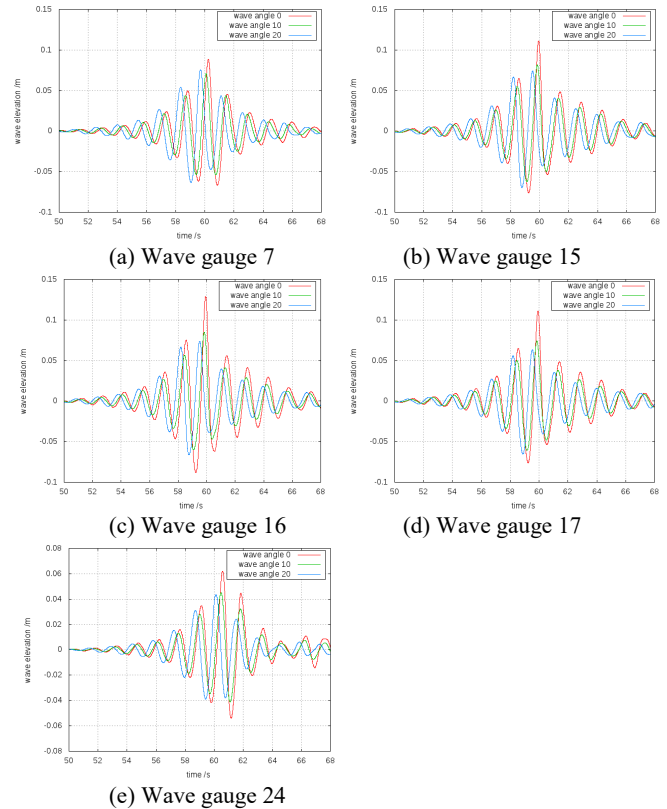 wave angle 0
wave angle 10
wave angle 20
0.15
0.1
0.05
0
-0.05
-0.1
wave elevation /m
50 52 54 56 58 60 62 64 66 68
time /s
(a) Wave gauge 7
wave angle 0
wave angle 10
wave angle 20
0.15
0.1
0.05
0
-0.05
-0.1
wave elevation /m
50 52 54 56 58 60 62 64 66 68
time /s
(b) Wave gauge 15
wave angle 0
wave angle 10
wave angle 20
0.15
0.1
0.05
0
-0.05
-0.1
wave elevation /m
50 52 54 56 58 60 62 64 66 68
time /s
(c) Wave gauge 16
wave angle 0
wave angle 10
wave angle 20
0.15
0.1
0.05
0
-0.05
-0.1
wave elevation /m
50 52 54 56 58 60 62 64 66 68
time /s
(d) Wave gauge 17
wave angle 0
wave angle 10
wave angle 20
0.08
0.06
0.04
0.02
0
-0.02
-0.04
-0.06
-0.08
wave elevation /m
50 52 54 56 58 60 62 64 66 68
time /s
(e) Wave gauge 24